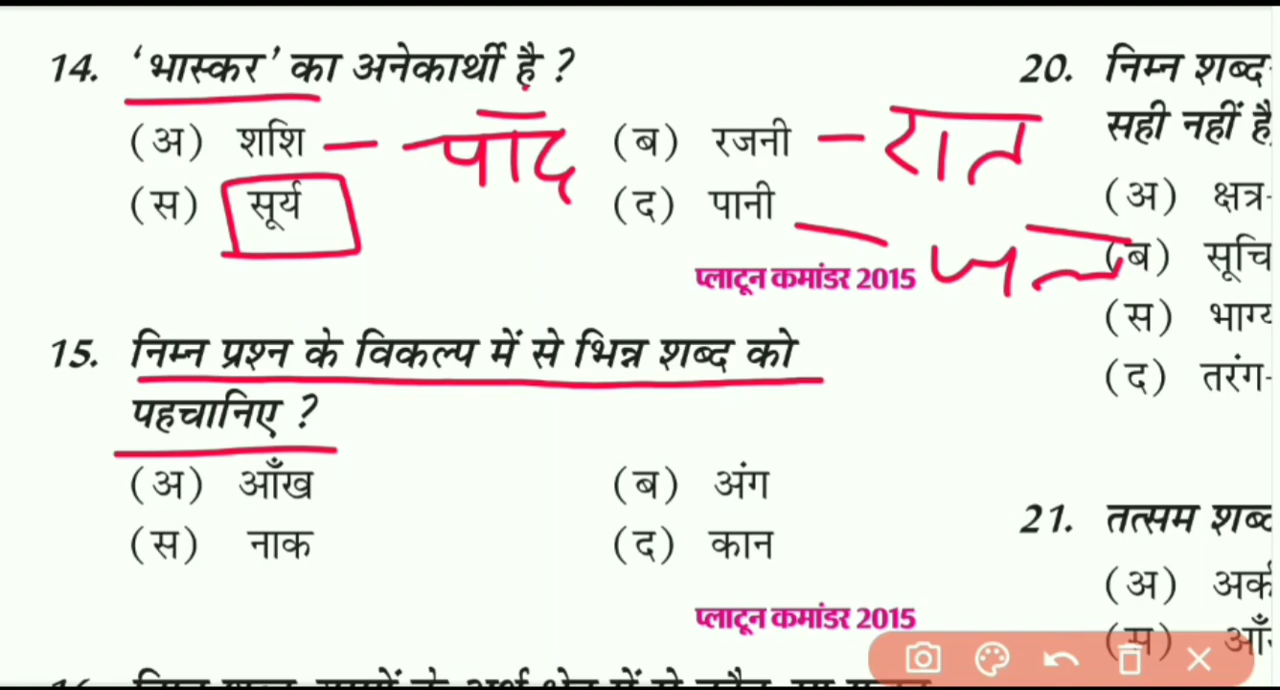 14. ‘भास्कर’ का अनेकार्थी है ?
(अ) शशि – चाँद (ब) रजनी – रात
(स) सूर्य (द) पानी – जल
प्लाटून कमांडर 2015
15. निम्न प्रश्न के विकल्प में से भिन्न शब्द को
पहचानिए ?
(अ) आँख (ब) अंग
(स) नाक (द) कान
प्लाटून कमांडर 2015
20. निम्न शब्द
सही नहीं है
(अ) क्षत्र-
(ब) सूचि
(स) भाग्य
(द) तरंग-
21. तत्सम शब्द
(अ)
(स)